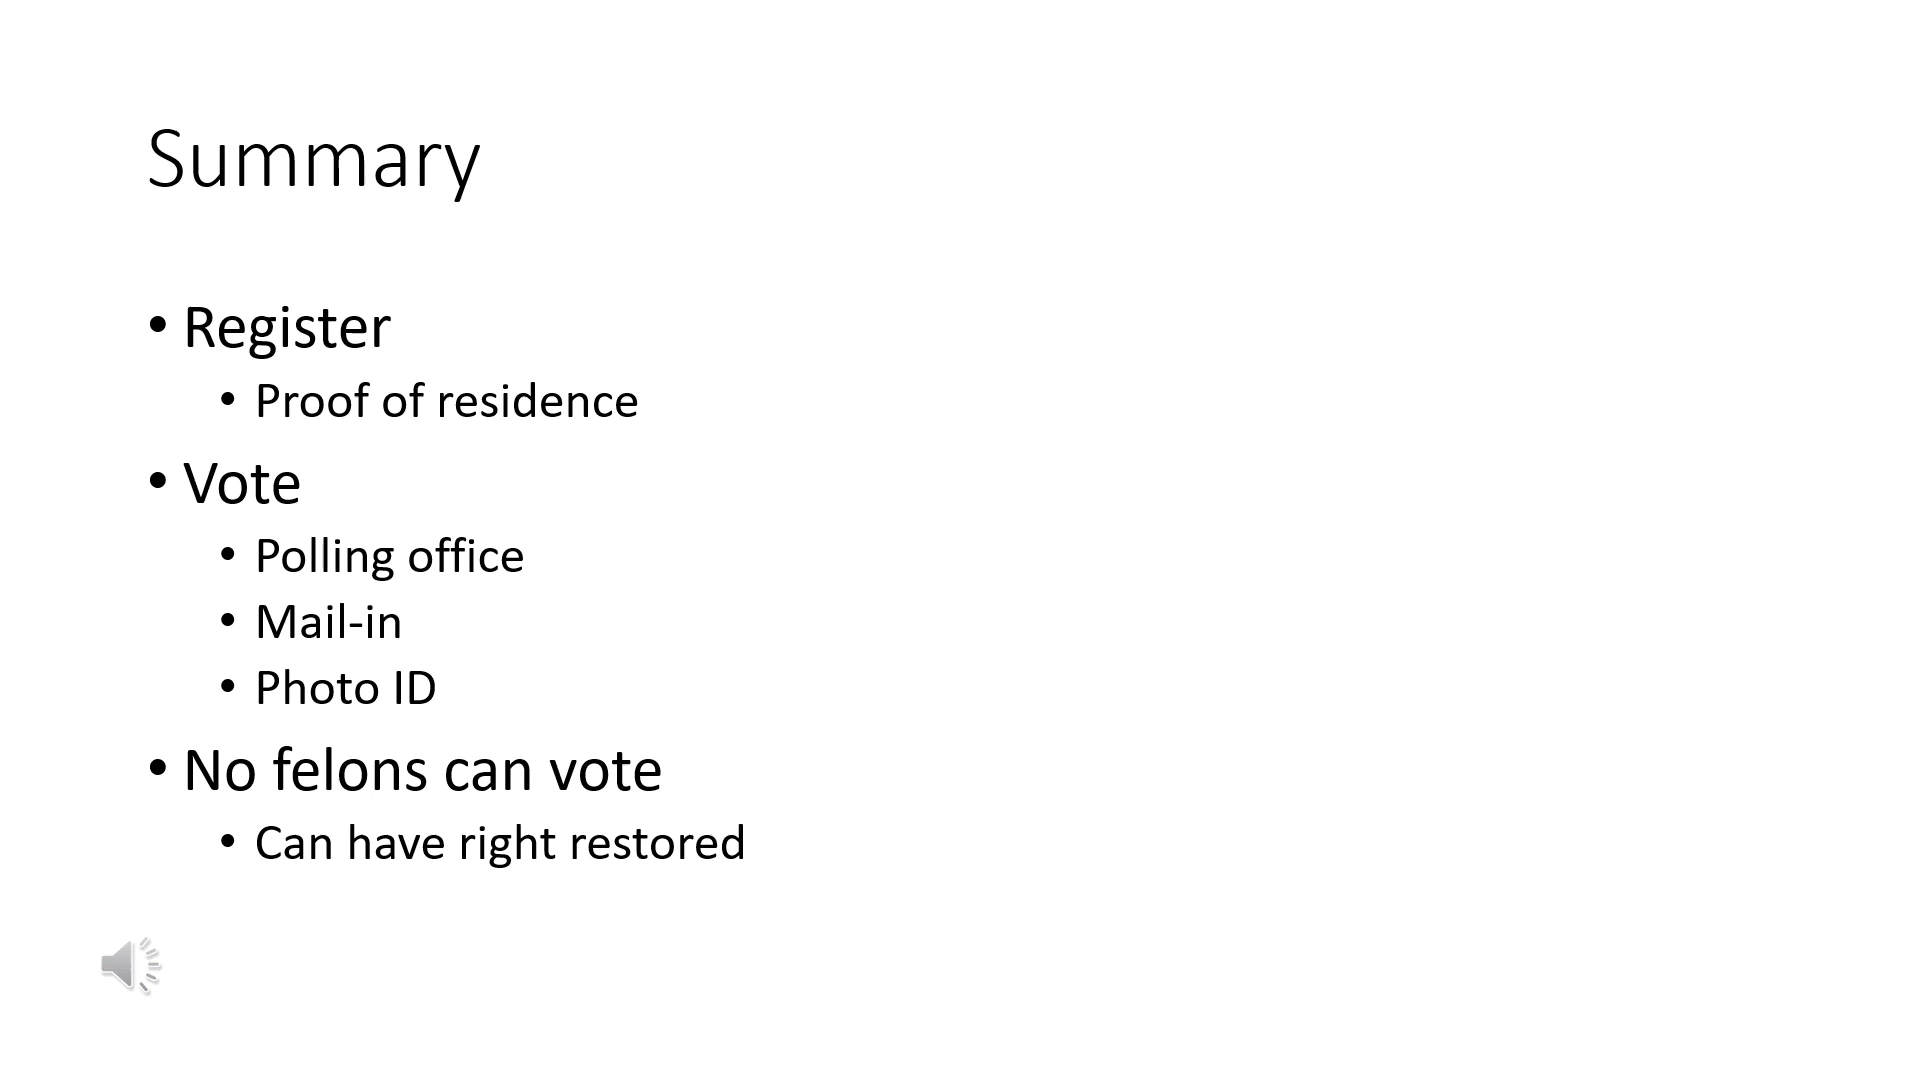 Summary
• Register
• Proof of residence
• Vote
• Polling office
• Mail-in
• Photo ID
• No felons can vote
• Can have right restored